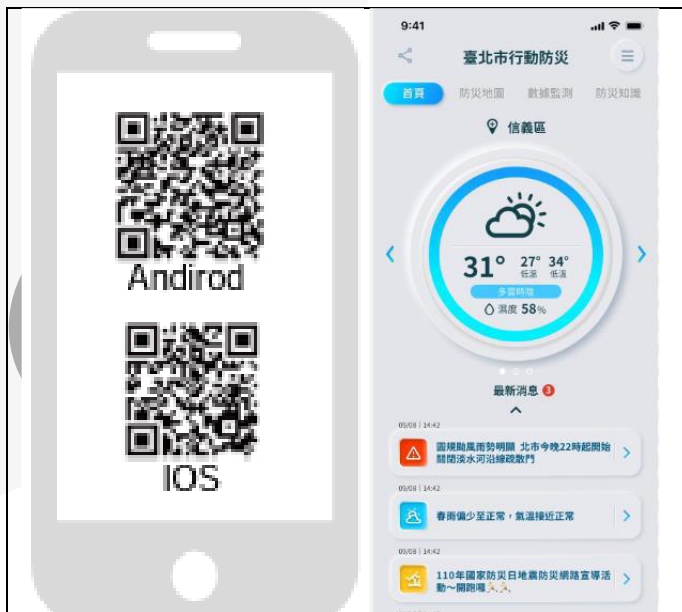 Andirod
IOS
9:41
臺北市行動防災
首頁 防災地圖 數據監測 防災知識
信義區
31° 27° 34°
低溫 低溫
多雲時陰
濕度 58%
最新消息 3
09/08 | 14:42
圓規颱風雨勢明顯 北市今晚22時起開始
關閉淡水河沿線疏散門
09/08 | 14:42
春雨偏少至正常，氣溫接近正常
09/08 | 14:42
110年國家防災日地震防災網路宣導活
動～開跑囉